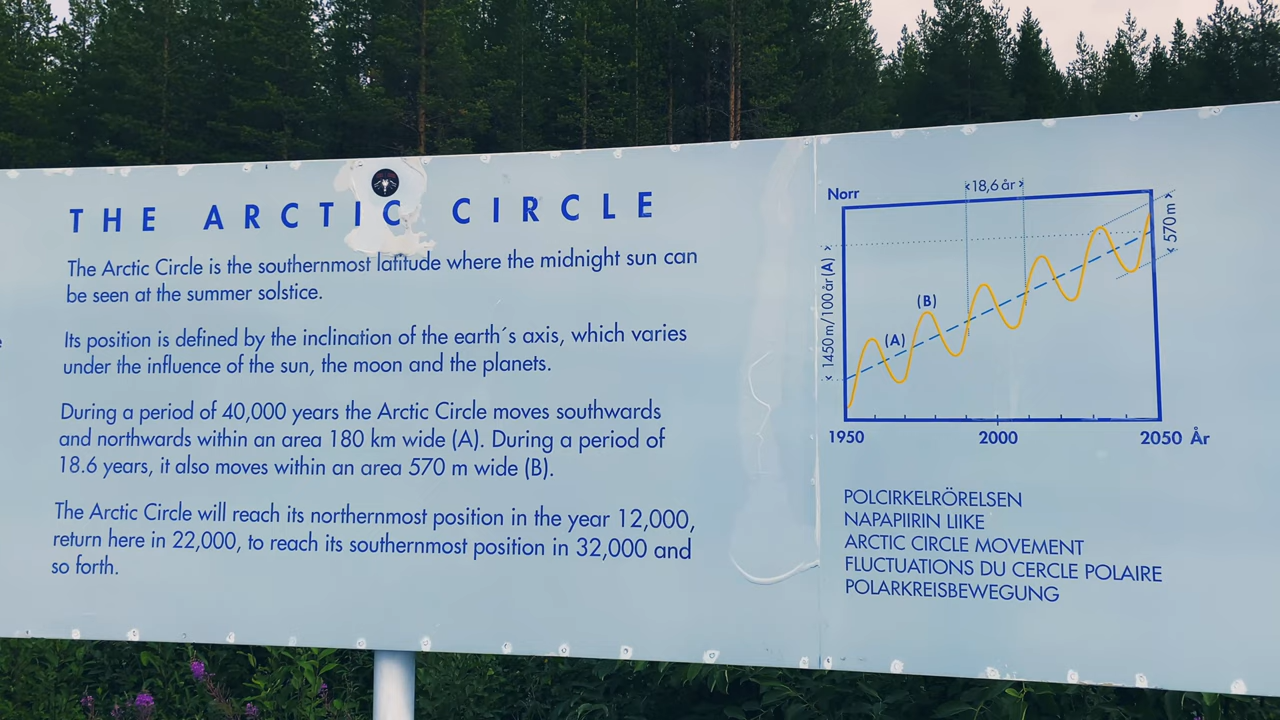 THE ARCTIC CIRCLE
The Arctic Circle is the southernmost latitude where the midnight sun can
be seen at the summer solstice.
Its position is defined by the inclination of the earth´s axis, which varies
under the influence of the sun, the moon and the planets.
During a period of 40,000 years the Arctic Circle moves southwards
and northwards within an area 180 km wide (A). During a period of
18.6 years, it also moves within an area 570 m wide (B).
The Arctic Circle will reach its northernmost position in the year 12,000,
return here in 22,000, to reach its southernmost position in 32,000 and
so forth.
Norr
<18,6 år>
<570 m>
<1450 m/100 år (A)>
(B)
(A)
1950 2000 2050 År
POLCIRKELRÖRELSEN
NAPAPIIRIN LIIKE
ARCTIC CIRCLE MOVEMENT
FLUCTUATIONS DU CERCLE POLAIRE
POLARKREISBEWEGUNG